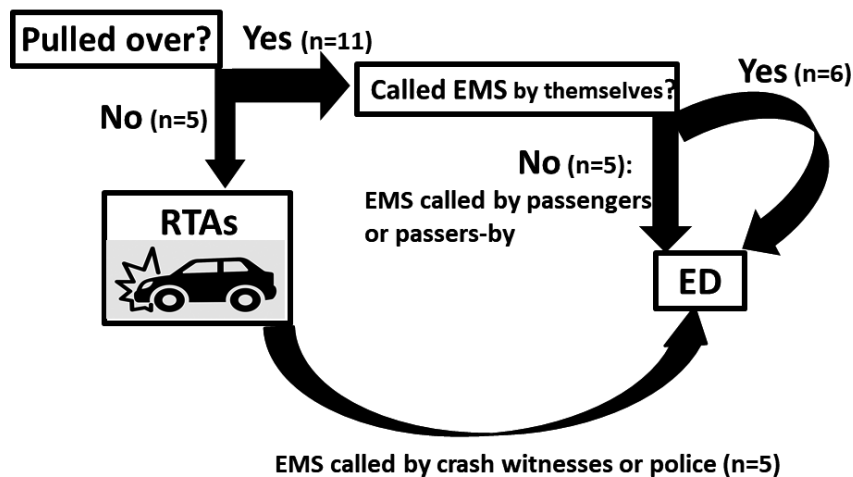 Pulled over?
Yes (n=11)
Called EMS by themselves?
Yes (n=6)
No (n=5)
No (n=5):
EMS called by passengers
or passers-by
RTAs
ED
EMS called by crash witnesses or police (n=5)